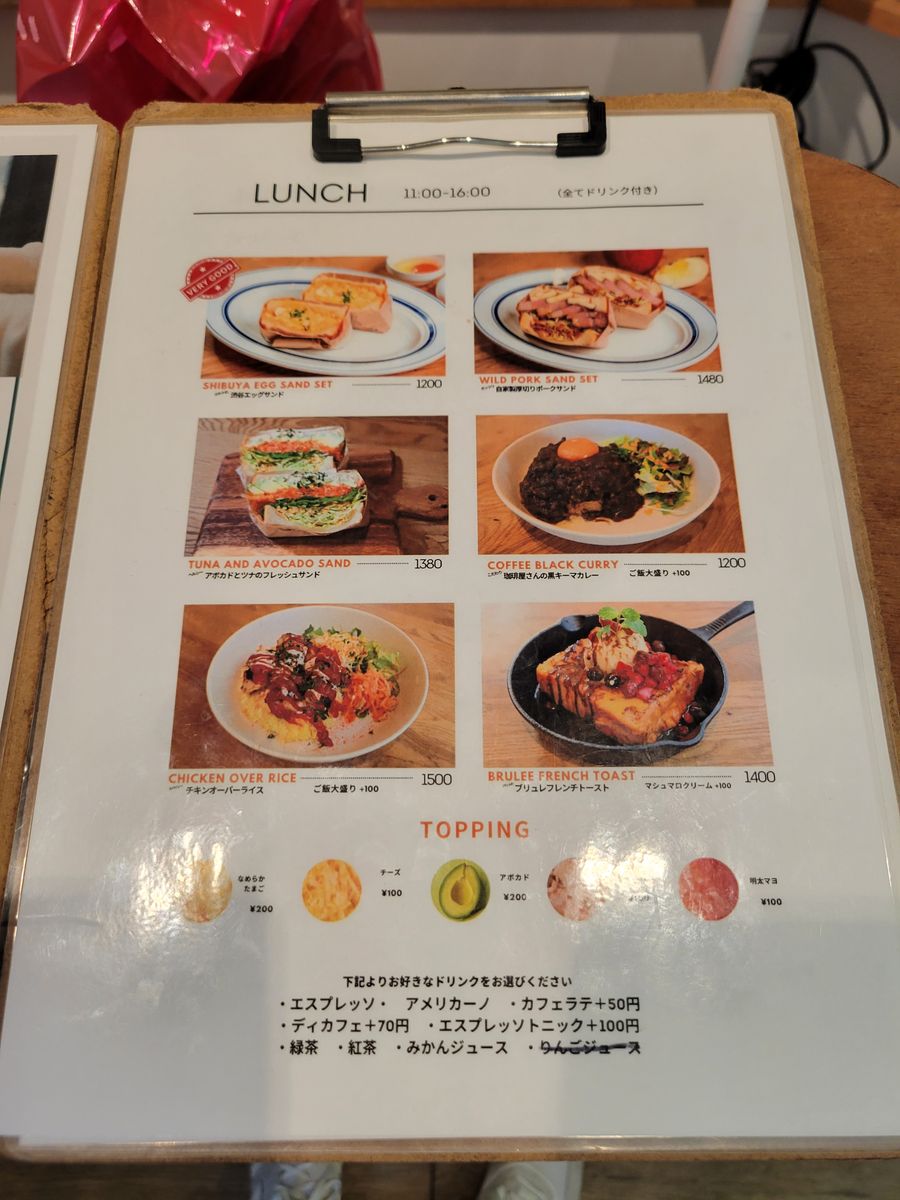 LUNCH 11:00-16:00 (全てドリンク付き)
VERY GOOD
SHIBUYA EGG SAND SET 1200
渋谷エッグサンド
WILD PORK SAND SET 1480
自家製厚切りポークサンド
TUNA AND AVOCADO SAND 1380
アボカドとツナのフレッシュサンド
COFFEE BLACK CURRY 1200
珈琲屋さんの黒キーマカレー ご飯大盛り +100
CHICKEN OVER RICE 1500
チキンオーバーライス ご飯大盛り +100
BRULEE FRENCH TOAST 1400
ブリュレフレンチトースト マシュマロクリーム +100
TOPPING
なめらか
たまご
¥200
チーズ
¥100
アボカド
¥200
明太マヨ
¥100
下記よりお好きなドリンクをお選びください
・エスプレッソ・ アメリカーノ ・カフェラテ+50円
・ディカフェ+70円 ・エスプレッソトニック+100円
・緑茶 ・紅茶 ・みかんジュース ・りんごジュース